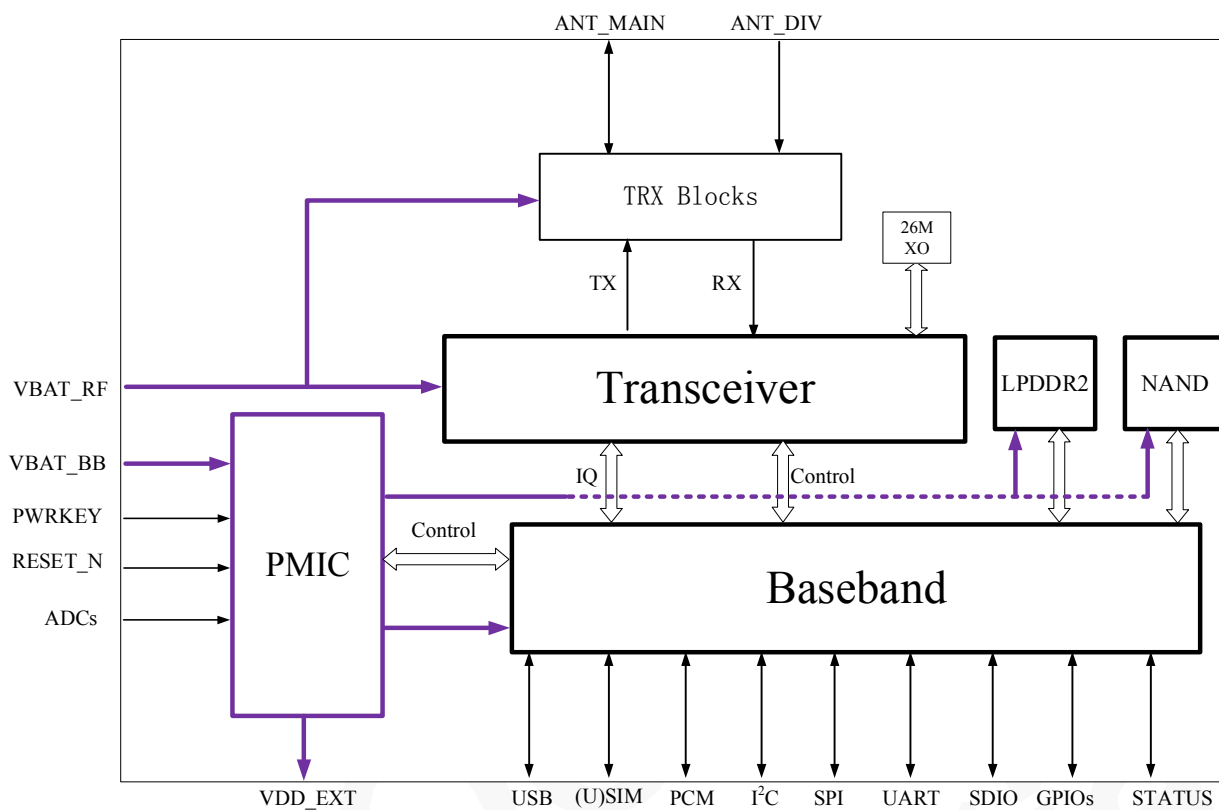 ANT_MAIN ANT_DIV
TRX Blocks
26M
XO
TX RX
VBAT_RF
Transceiver
LPDDR2
NAND
VBAT_BB
IQ
Control
PWRKEY
Control
RESET_N
PMIC
Baseband
ADCs
VDD_EXT USB (U)SIM PCM I²C SPI UART SDIO GPIOs STATUS